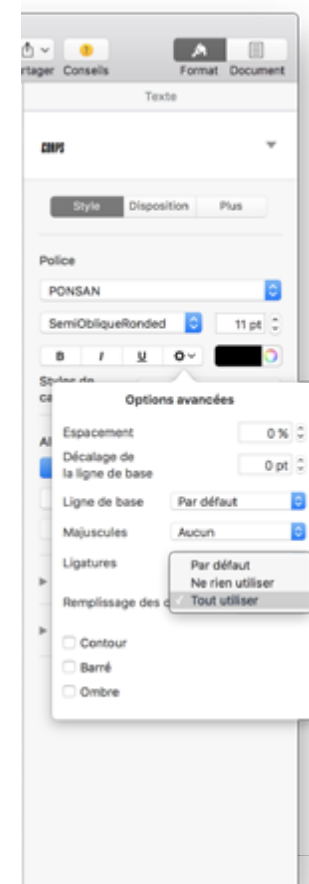 rtager Conseils Format Document
Texte
CORPS
Style Disposition Plus
Police
PONSAN
SemiObliqueRonded 11 pt
B I U
Styles de
ca
Options avancées
Al
Espacement 0 %
Décalage de
la ligne de base 0 pt
Ligne de base Par défaut
Majuscules Aucun
Ligatures Par défaut
Ne rien utiliser
Remplissage des c ✓ Tout utiliser
Contour
Barré
Ombre